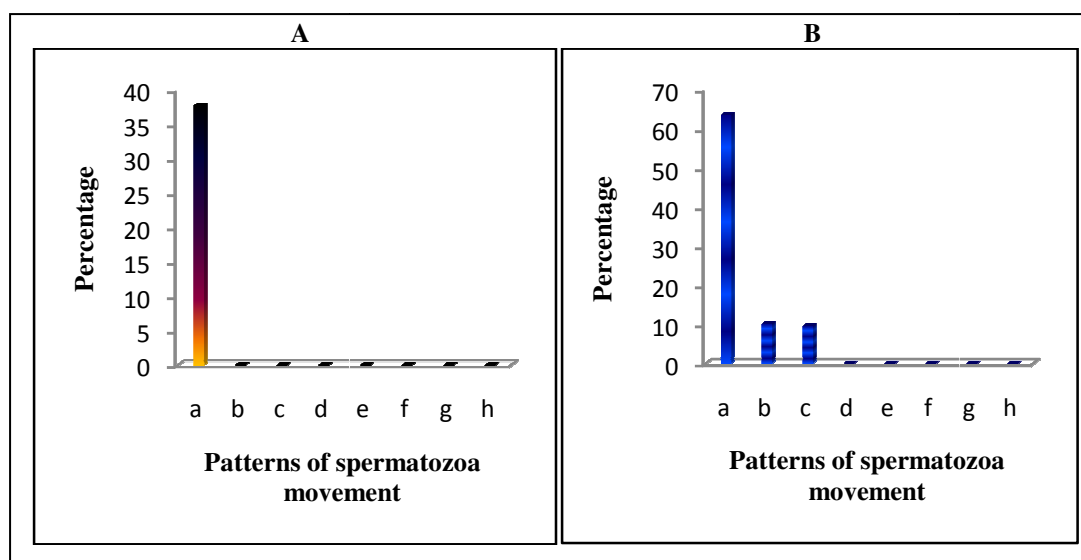 A
Percentage
40
35
30
25
20
15
10
5
0
a b c d e f g h
Patterns of spermatozoa
movement
B
Percentage
70
60
50
40
30
20
10
0
a b c d e f g h
Patterns of spermatozoa
movement